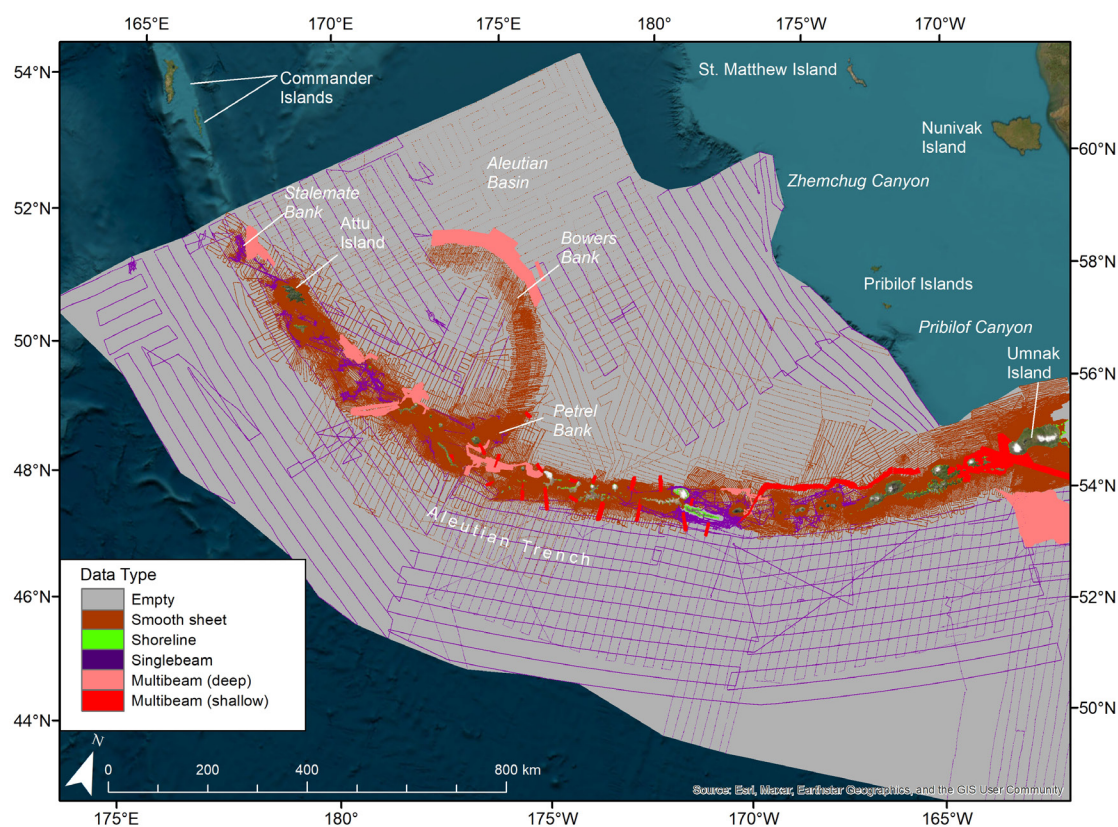 165°E 170°E 175°E 180° 175°W 170°W
54°N
52°N
50°N
48°N
46°N
44°N
60°N
58°N
56°N
54°N
52°N
50°N
Commander
Islands
St. Matthew Island
Nunivak
Island
Aleutian
Basin
Zhemchug Canyon
Stalemate
Bank
Attu
Island
Bowers
Bank
Pribilof Islands
Pribilof Canyon
Umnak
Island
Petrel
Bank
Aleutian Trench
Data Type
Empty
Smooth sheet
Shoreline
Singlebeam
Multibeam (deep)
Multibeam (shallow)
N
0 200 400 800 km
Source: Esri, Maxar, Earthstar Geographics, and the GIS User Community
175°E 180° 175°W 170°W 165°W